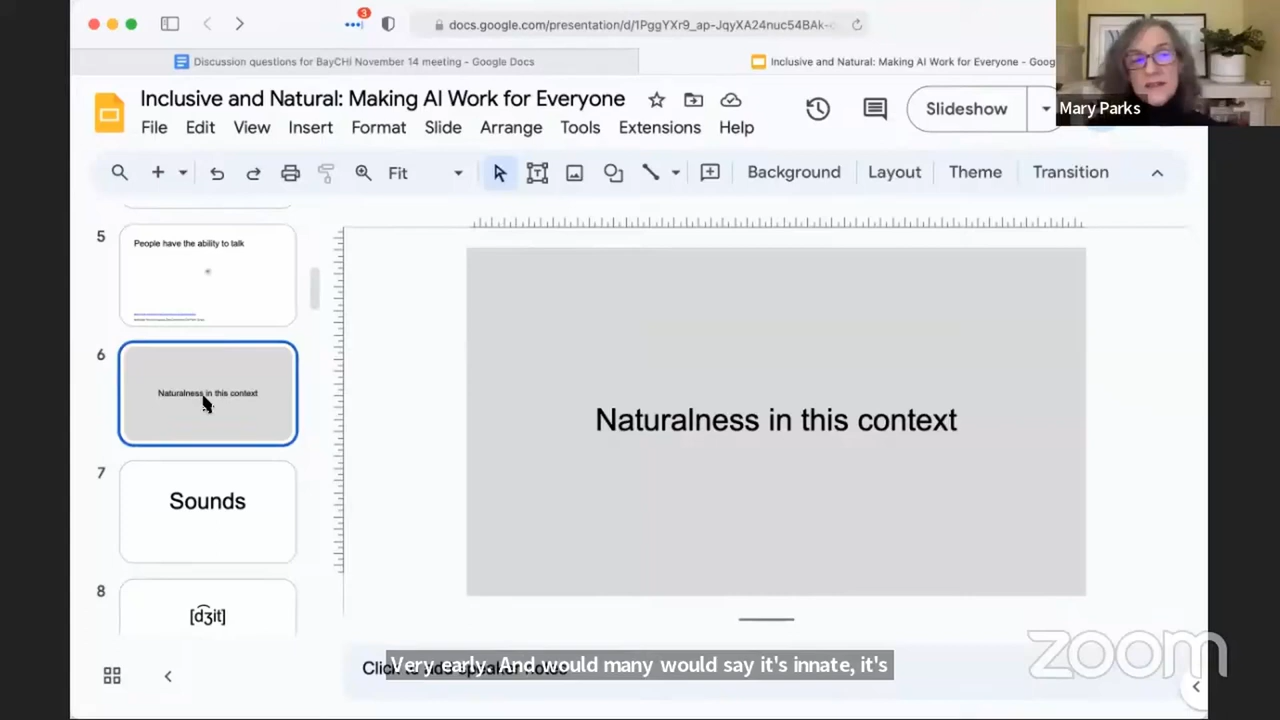 3
docs.google.com/presentation/d/1PggYXr9_ap-JqyXA24nuc54BAk-
Discussion questions for BayCHI November 14 meeting - Google Docs
Inclusive and Natural: Making AI Work for Everyone - Goog
Mary Parks
Inclusive and Natural: Making AI Work for Everyone
Slideshow
File Edit View Insert Format Slide Arrange Tools Extensions Help
Fit
Background Layout Theme Transition
5
People have the ability to talk
6
Naturalness in this context
7
Sounds
8
[d͡ʒit]
Naturalness in this context
Very early. And would many would say it's innate, it's
zoom